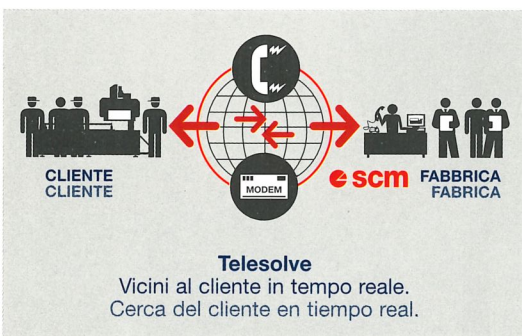 MODEM
CLIENTE
CLIENTE
scm FABBRICA
FABRICA
Telesolve
Vicini al cliente in tempo reale.
Cerca del cliente en tiempo real.